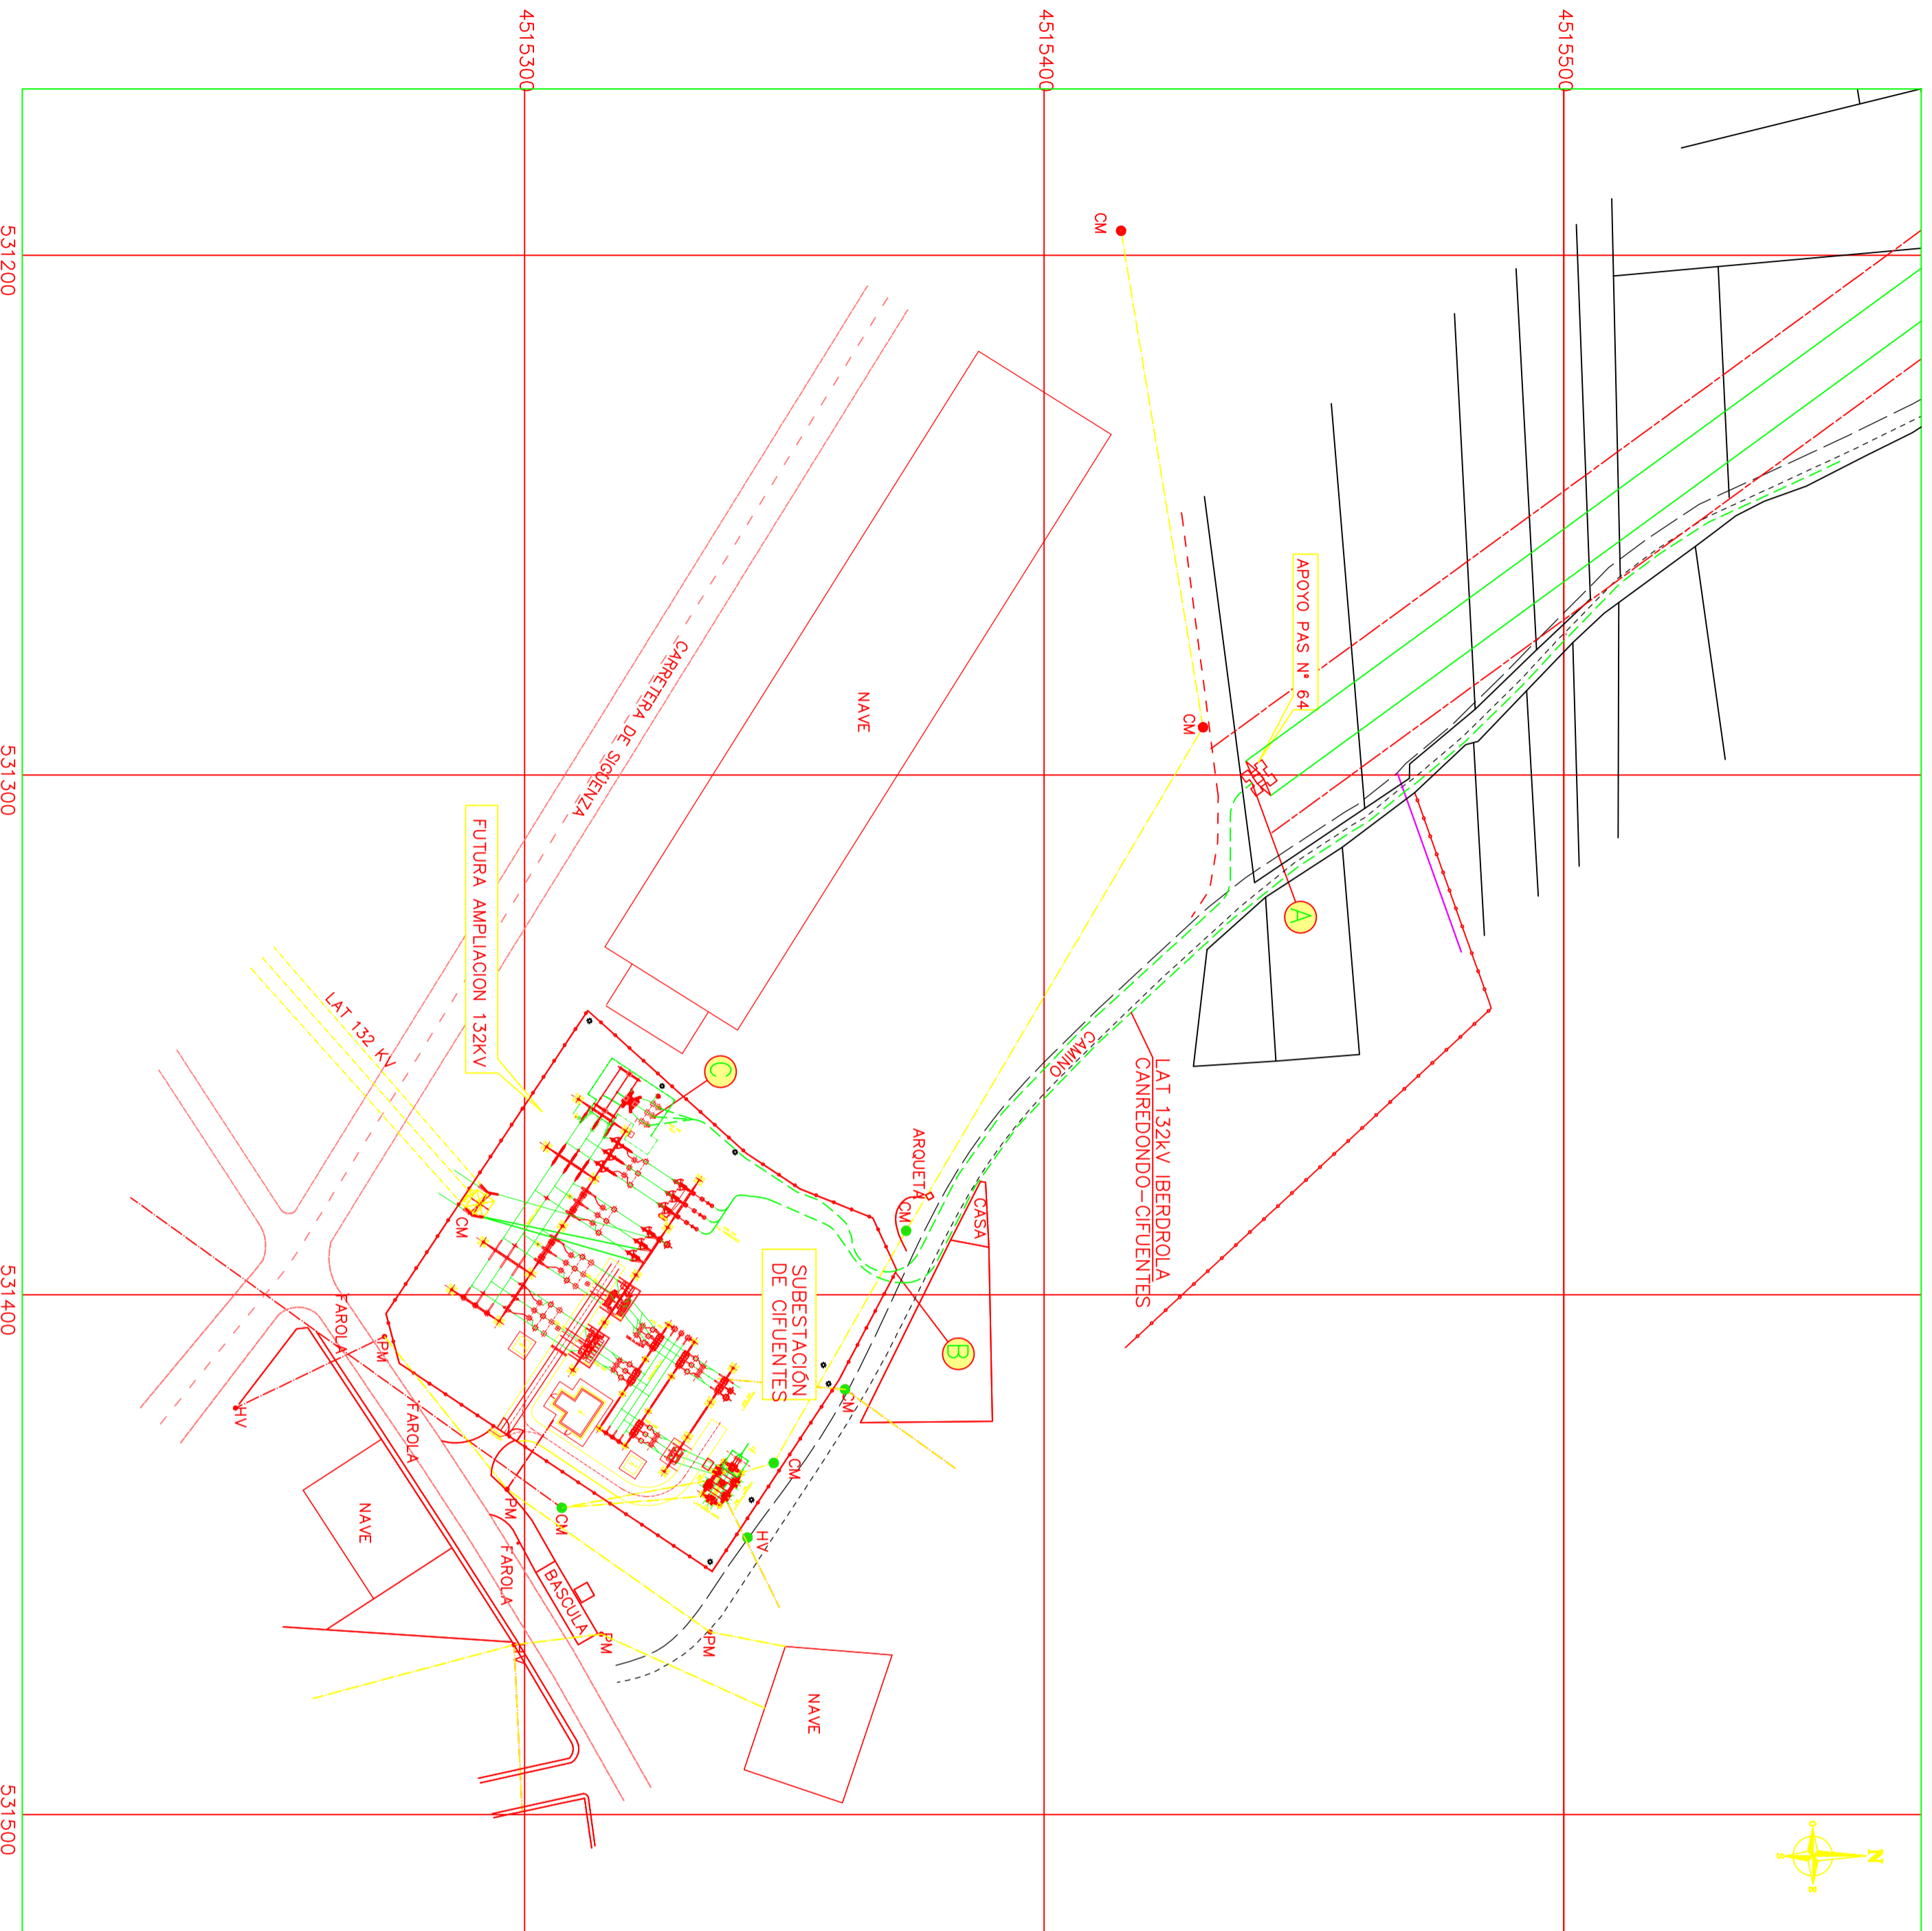 4515300
4515400
4515500
531200
531300
531400
531500
N
S
E
O
CM
CM
APOYO PAS Nº 64
A
NAVE
CARRETERA DE SIGÜENZA
FUTURA AMPLIACION 132KV
LAT 132 KV
C
CAMINO
LAT 132kV IBERDROLA
CANREDONDO-CIFUENTES
ARQUETA
CM
CASA
B
SUBESTACIÓN
DE CIFUENTES
CM
CM
CM
CM
HV
FAROLA
PM
HV
FAROLA
NAVE
PM
FAROLA
BASCULA
PM
PM
NAVE